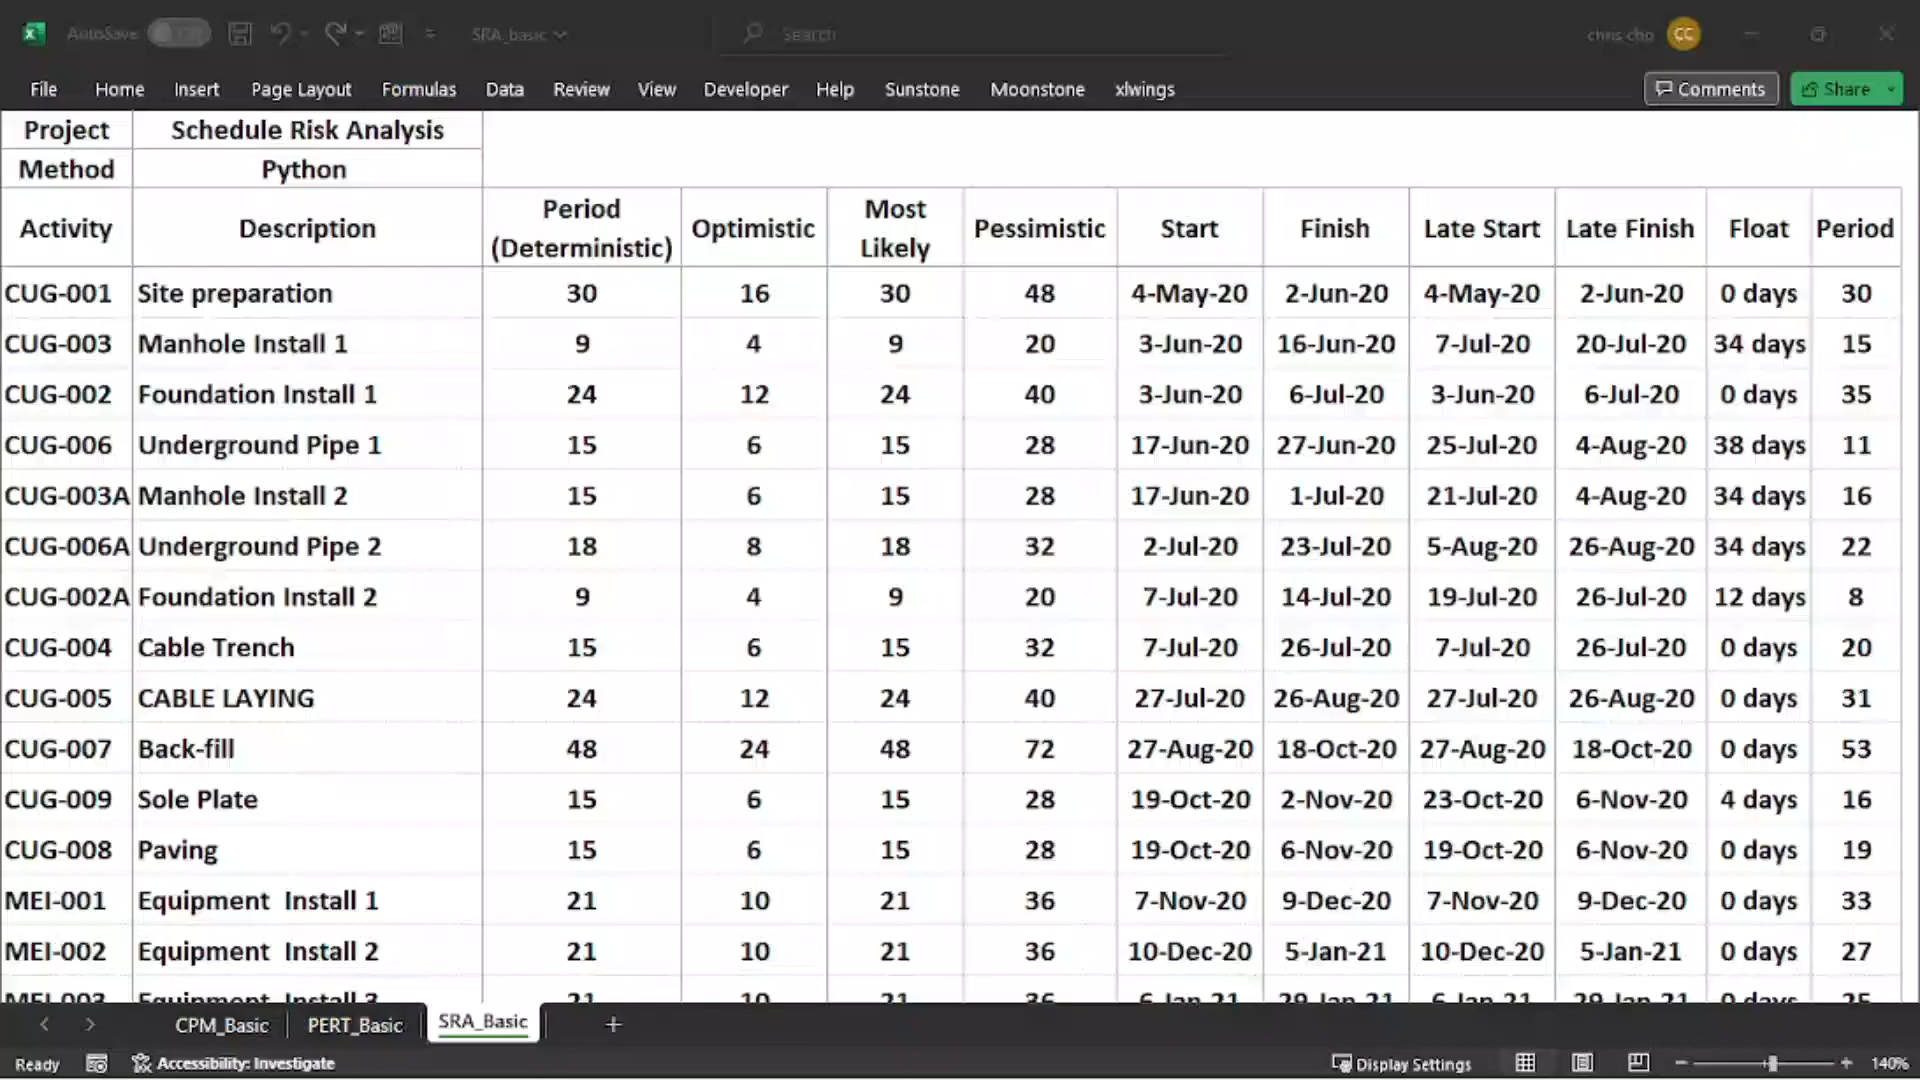 AutoSave Off SRA_basic Search chris cho CC
File Home Insert Page Layout Formulas Data Review View Developer Help Sunstone Moonstone xlwings Comments Share
Project Schedule Risk Analysis
Method Python
Activity Description Period (Deterministic) Optimistic Most Likely Pessimistic Start Finish Late Start Late Finish Float Period
CUG-001 Site preparation 30 16 30 48 4-May-20 2-Jun-20 4-May-20 2-Jun-20 0 days 30
CUG-003 Manhole Install 1 9 4 9 20 3-Jun-20 16-Jun-20 7-Jul-20 20-Jul-20 34 days 15
CUG-002 Foundation Install 1 24 12 24 40 3-Jun-20 6-Jul-20 3-Jun-20 6-Jul-20 0 days 35
CUG-006 Underground Pipe 1 15 6 15 28 17-Jun-20 27-Jun-20 25-Jul-20 4-Aug-20 38 days 11
CUG-003A Manhole Install 2 15 6 15 28 17-Jun-20 1-Jul-20 21-Jul-20 4-Aug-20 34 days 16
CUG-006A Underground Pipe 2 18 8 18 32 2-Jul-20 23-Jul-20 5-Aug-20 26-Aug-20 34 days 22
CUG-002A Foundation Install 2 9 4 9 20 7-Jul-20 14-Jul-20 19-Jul-20 26-Jul-20 12 days 8
CUG-004 Cable Trench 15 6 15 32 7-Jul-20 26-Jul-20 7-Jul-20 26-Jul-20 0 days 20
CUG-005 CABLE LAYING 24 12 24 40 27-Jul-20 26-Aug-20 27-Jul-20 26-Aug-20 0 days 31
CUG-007 Back-fill 48 24 48 72 27-Aug-20 18-Oct-20 27-Aug-20 18-Oct-20 0 days 53
CUG-009 Sole Plate 15 6 15 28 19-Oct-20 2-Nov-20 23-Oct-20 6-Nov-20 4 days 16
CUG-008 Paving 15 6 15 28 19-Oct-20 6-Nov-20 19-Oct-20 6-Nov-20 0 days 19
MEI-001 Equipment Install 1 21 10 21 36 7-Nov-20 9-Dec-20 7-Nov-20 9-Dec-20 0 days 33
MEI-002 Equipment Install 2 21 10 21 36 10-Dec-20 5-Jan-21 10-Dec-20 5-Jan-21 0 days 27
MEI-003 Equipment Install 3 21 10 21 36 6-Jan-21 6-Jan-21 0 days
CPM_Basic PERT_Basic SRA_Basic
Ready Accessibility: Investigate Display Settings 140%